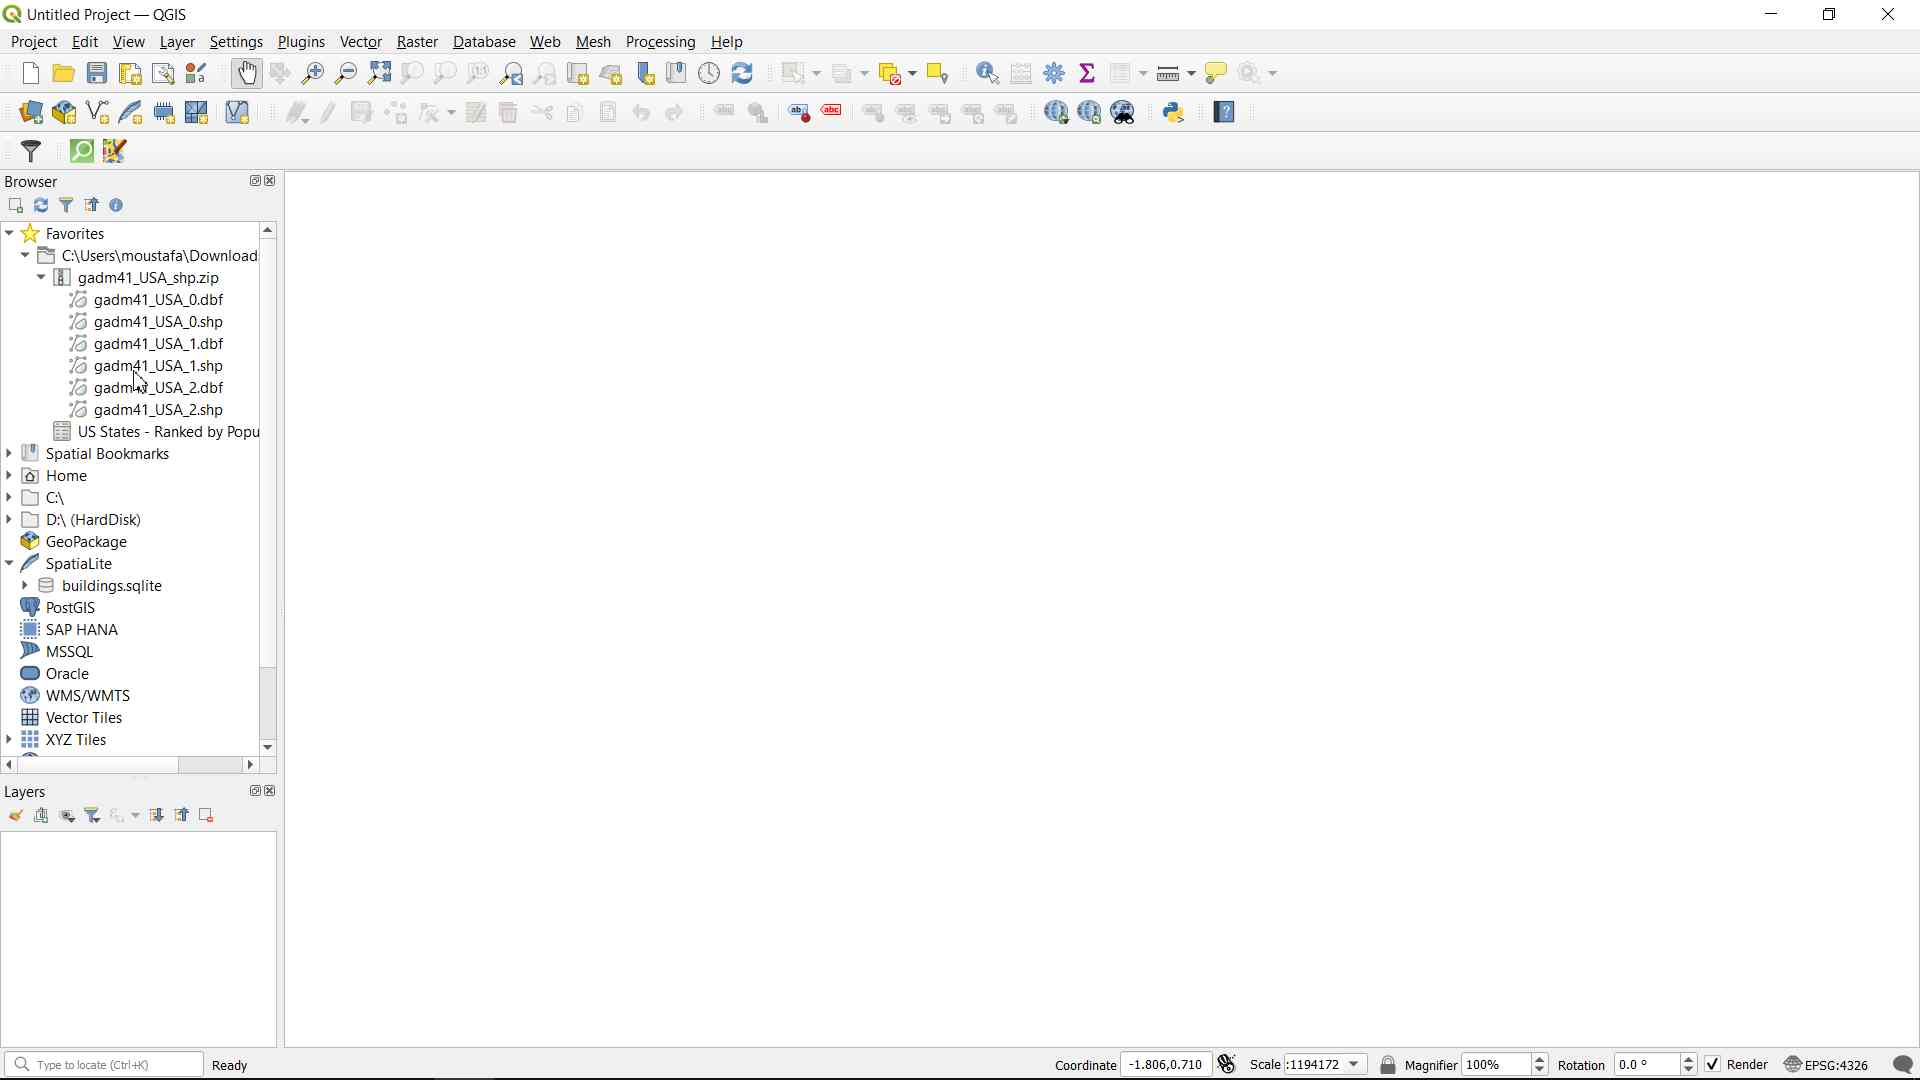 Untitled Project — QGIS
Project Edit View Layer Settings Plugins Vector Raster Database Web Mesh Processing Help
Browser
Favorites
C:\Users\moustafa\Download
gadm41_USA_shp.zip
gadm41_USA_0.dbf
gadm41_USA_0.shp
gadm41_USA_1.dbf
gadm41_USA_1.shp
gadm41_USA_2.dbf
gadm41_USA_2.shp
US States - Ranked by Popu
Spatial Bookmarks
Home
C:\
D:\ (HardDisk)
GeoPackage
SpatiaLite
buildings.sqlite
PostGIS
SAP HANA
MSSQL
Oracle
WMS/WMTS
Vector Tiles
XYZ Tiles
Layers
Type to locate (Ctrl+K) Ready Coordinate -1.806,0.710 Scale :1194172 Magnifier 100% Rotation 0.0 ° Render EPSG:4326